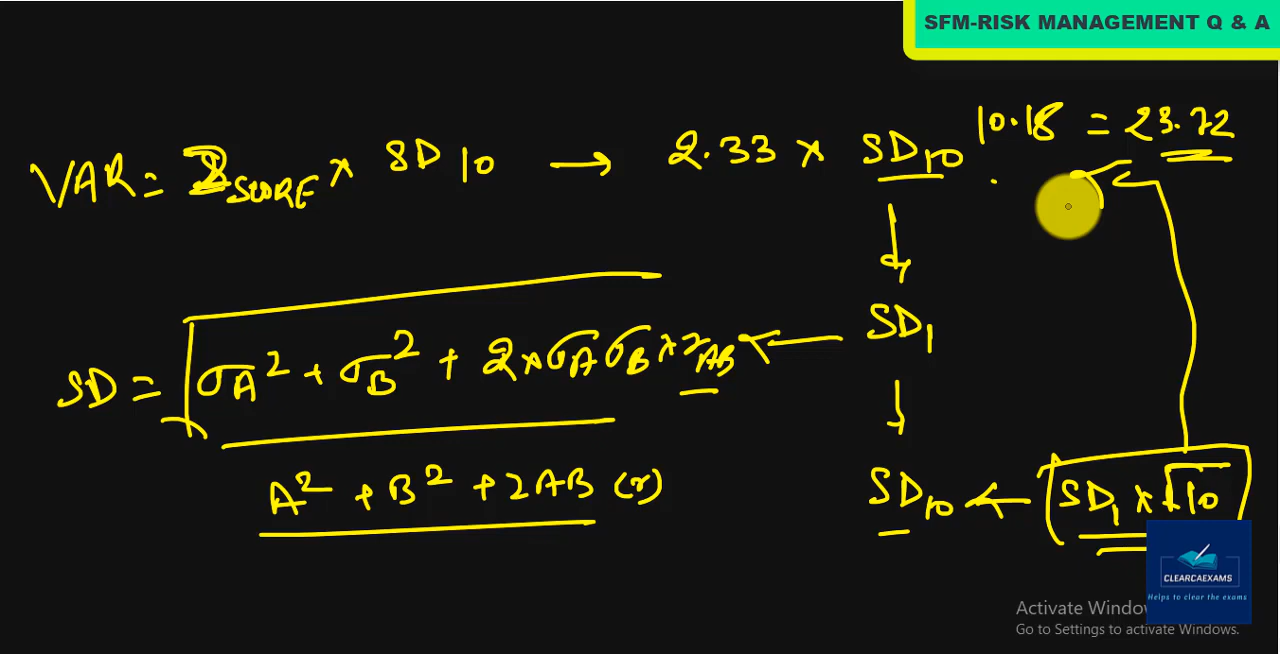 SFM-RISK MANAGEMENT Q & A
VAR = Z SCORE × SD 10 → 2.33 × SD10 10.18 = 23.72
SD1
SD = √σA² + σB² + 2×σA σB × rAB ←
A² + B² + 2AB (r)
SD10 ← SD1 × √10
CLEARCAEXAMS
Helps to clear the exams
Activate Windo
Go to Settings to activate Windows.